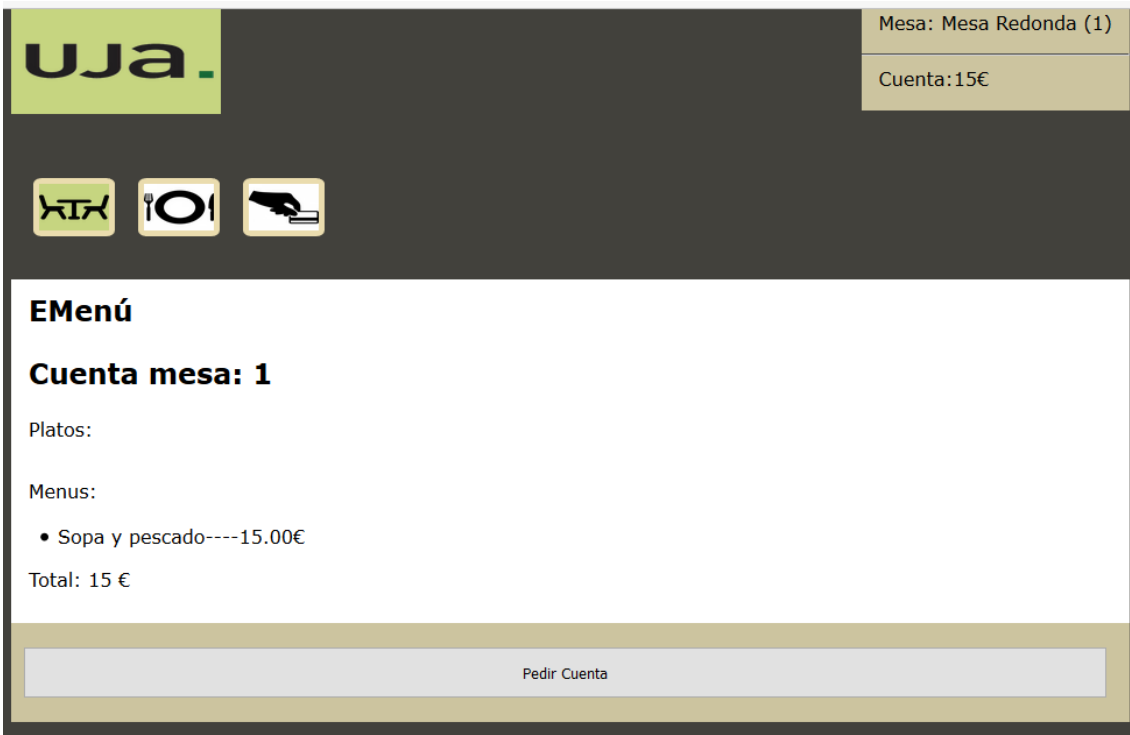 uja.
Mesa: Mesa Redonda (1)
Cuenta:15€
EMenú
Cuenta mesa: 1
Platos:
Menus:
• Sopa y pescado----15.00€
Total: 15 €
Pedir Cuenta